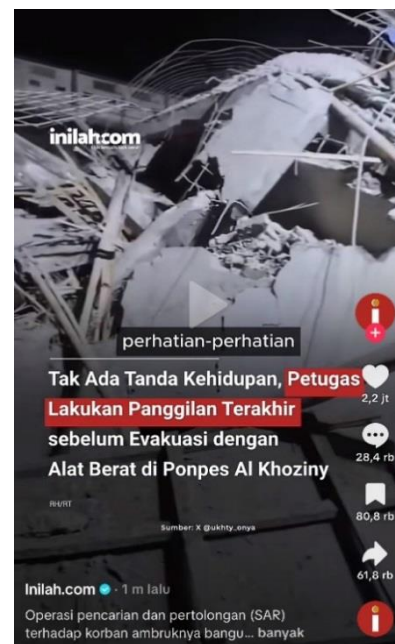 inilah.com
perhatian-perhatian
Tak Ada Tanda Kehidupan, Petugas
Lakukan Panggilan Terakhir
sebelum Evakuasi dengan
Alat Berat di Ponpes Al Khoziny
2,2 jt
28,4 rb
RH/RT
80,8 rb
Sumber: X @ukhty_onya
61,8 rb
Inilah.com · 1 m lalu
Operasi pencarian dan pertolongan (SAR)
terhadap korban ambruknya bangu... banyak